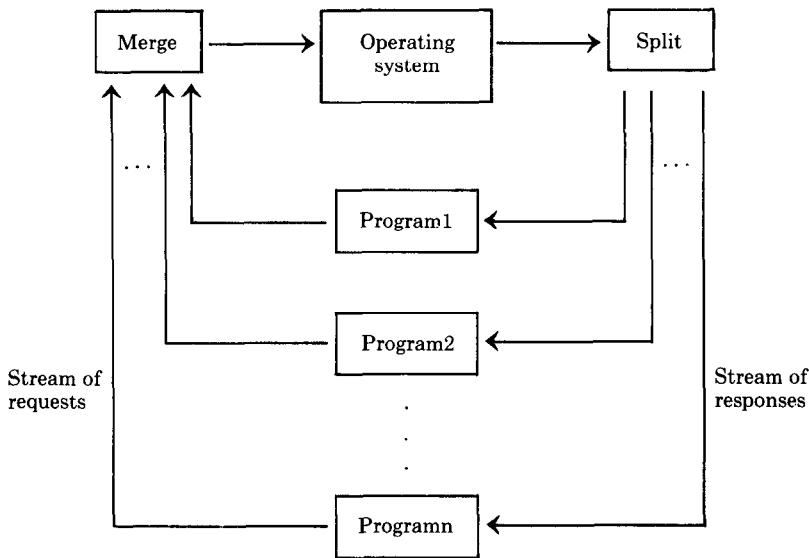 Merge
Operating
system
Split
...
...
Program1
Program2
Stream of
requests
Stream of
responses
.
.
.
Programn